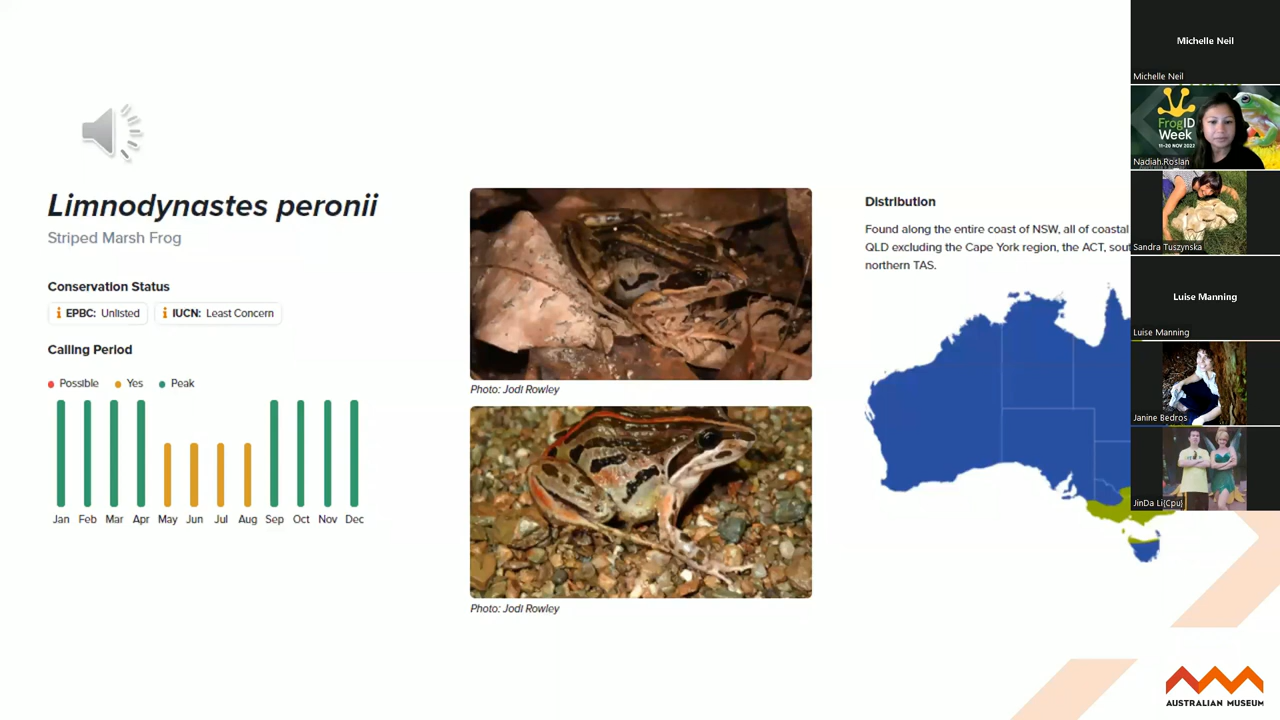 Limnodynastes peronii
Striped Marsh Frog
Conservation Status
EPBC: Unlisted
IUCN: Least Concern
Calling Period
Possible
Yes
Peak
Jan Feb Mar Apr May Jun Jul Aug Sep Oct Nov Dec
Photo: Jodi Rowley
Photo: Jodi Rowley
Distribution
Found along the entire coast of NSW, all of coastal
QLD excluding the Cape York region, the ACT,
northern TAS.
Michelle Neil
Michelle Neil
FrogID
Week
11-20 NOV 2022
Nadiah.Roslan
Sandra Tuszynska
Luise Manning
Luise Manning
Janine Bedros
JinDa Li(Cpu)
AUSTRALIAN MUSEUM